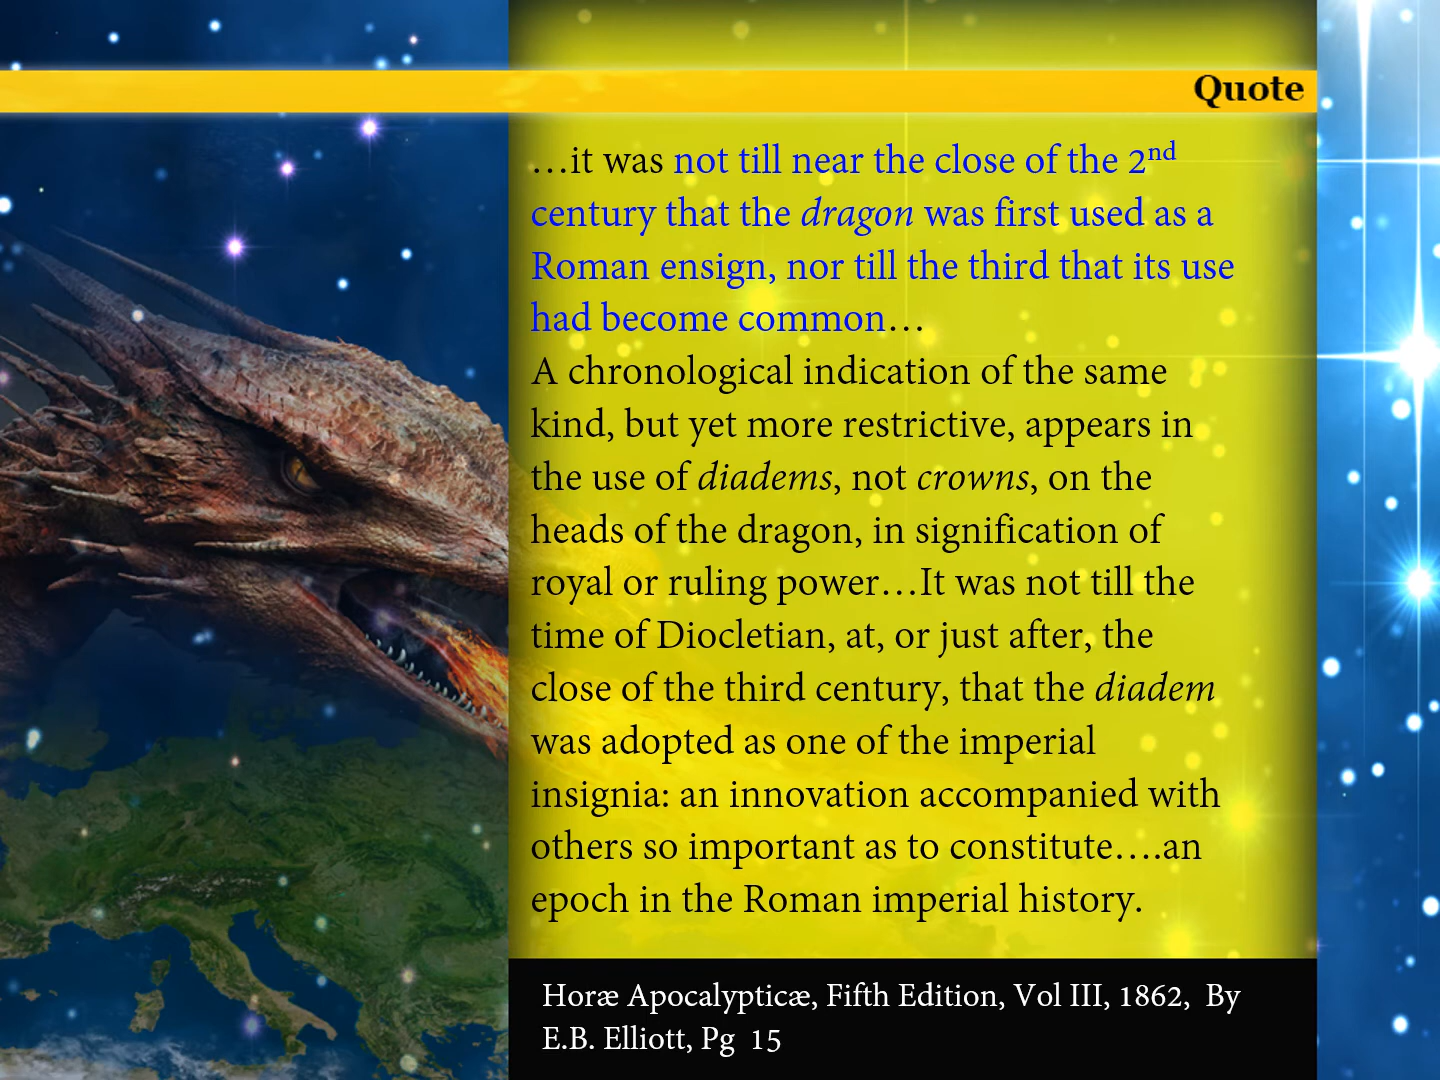 Quote
…it was not till near the close of the 2nd
century that the dragon was first used as a
Roman ensign, nor till the third that its use
had become common…
A chronological indication of the same
kind, but yet more restrictive, appears in
the use of diadems, not crowns, on the
heads of the dragon, in signification of
royal or ruling power…It was not till the
time of Diocletian, at, or just after, the
close of the third century, that the diadem
was adopted as one of the imperial
insignia: an innovation accompanied with
others so important as to constitute….an
epoch in the Roman imperial history.
Horæ Apocalypticæ, Fifth Edition, Vol III, 1862, By
E.B. Elliott, Pg 15